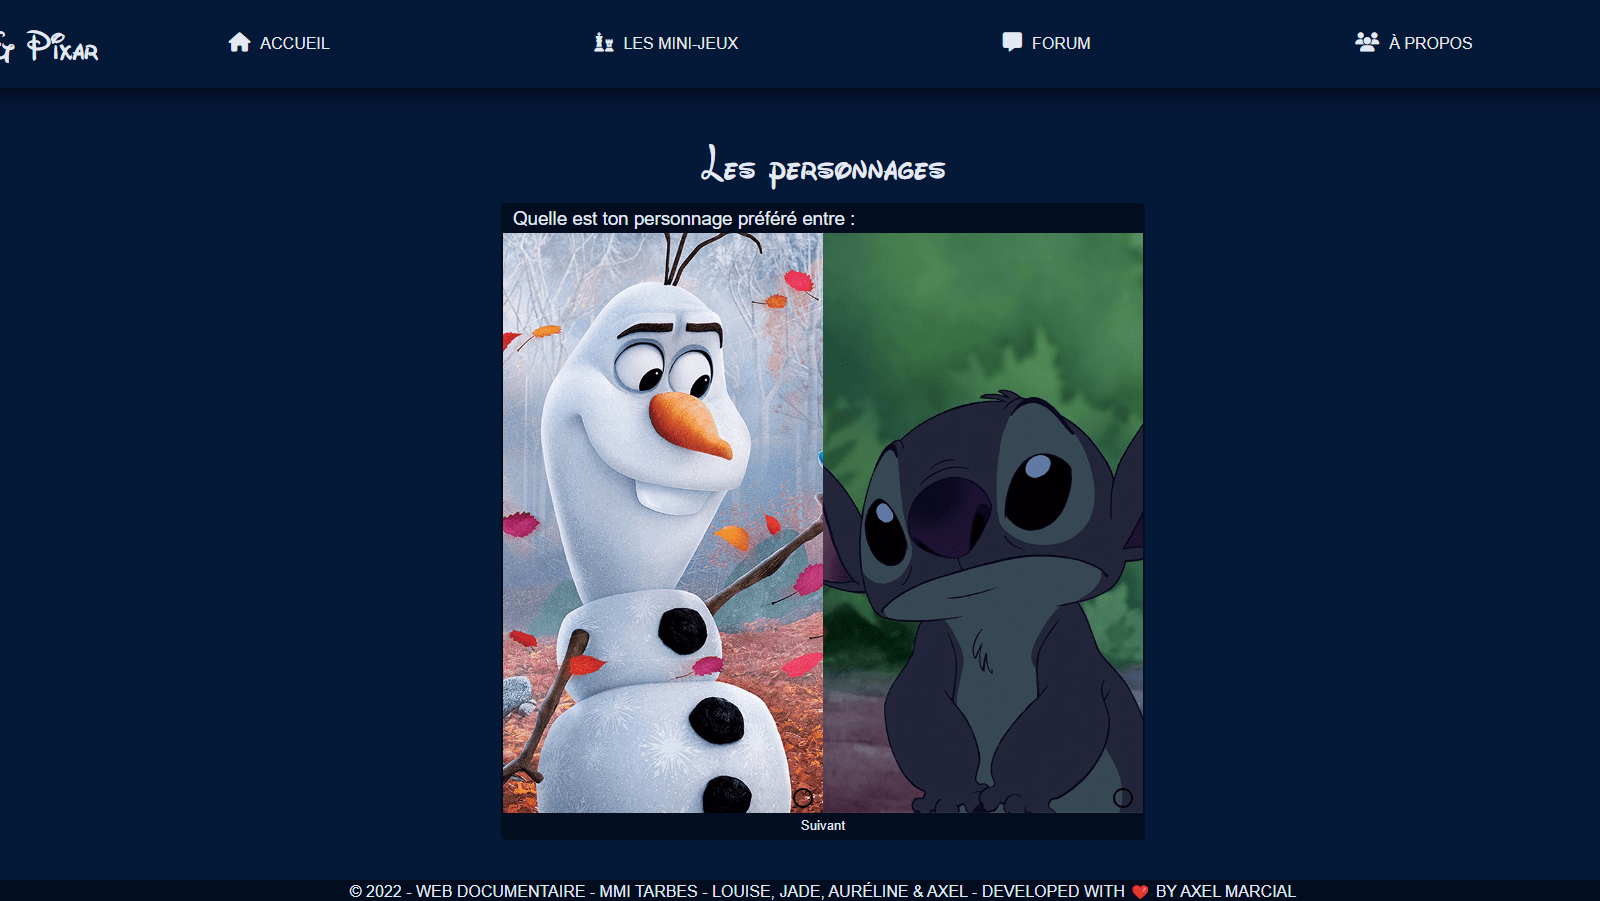 & Pixar
ACCUEIL
LES MINI-JEUX
FORUM
À PROPOS
Les personnages
Quelle est ton personnage préféré entre :
Suivant
© 2022 - WEB DOCUMENTAIRE - MMI TARBES - LOUISE, JADE, AURÉLINE & AXEL - DEVELOPED WITH ❤️ BY AXEL MARCIAL